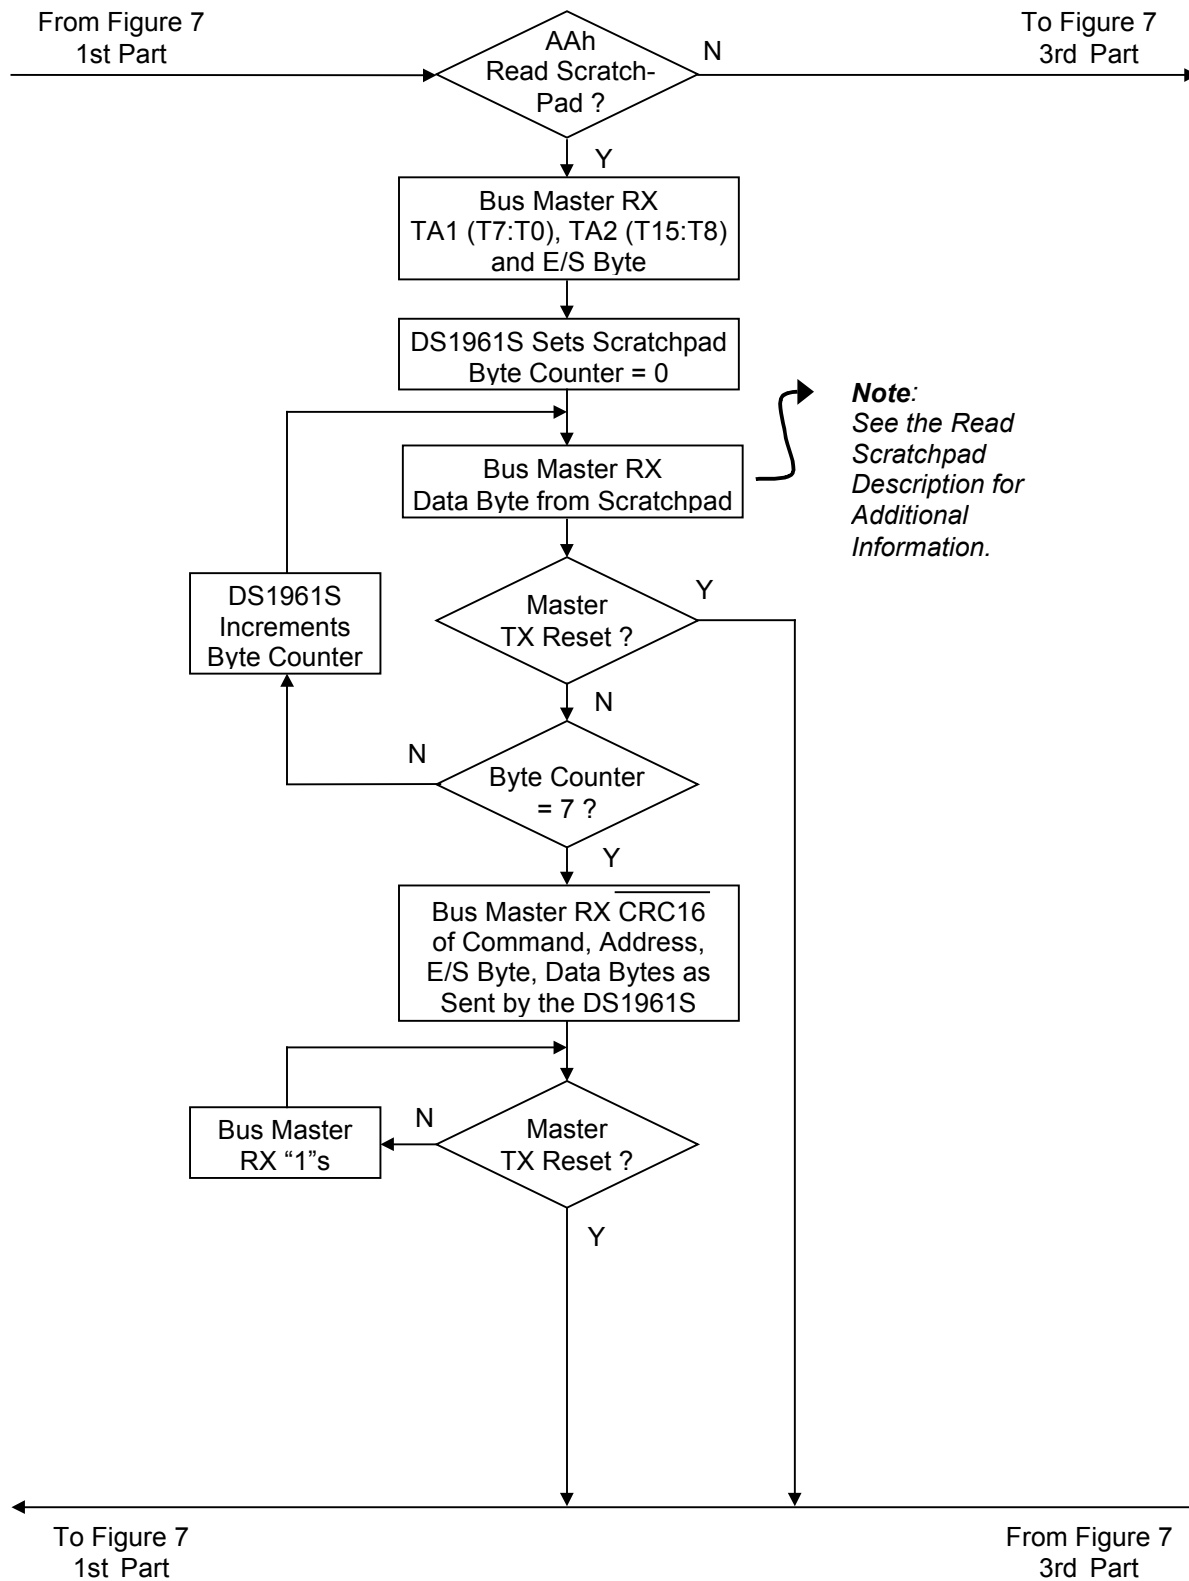 From Figure 7
1st Part
AAh
Read Scratch-
Pad ?
N
To Figure 7
3rd Part
Y
Bus Master RX
TA1 (T7:T0), TA2 (T15:T8)
and E/S Byte
DS1961S Sets Scratchpad
Byte Counter = 0
Note:
See the Read
Scratchpad
Description for
Additional
Information.
Bus Master RX
Data Byte from Scratchpad
DS1961S
Increments
Byte Counter
Master
TX Reset ?
Y
N
N
Byte Counter
= 7 ?
Y
Bus Master RX CRC16
of Command, Address,
E/S Byte, Data Bytes as
Sent by the DS1961S
Bus Master
RX “1”s
N
Master
TX Reset ?
Y
To Figure 7
1st Part
From Figure 7
3rd Part